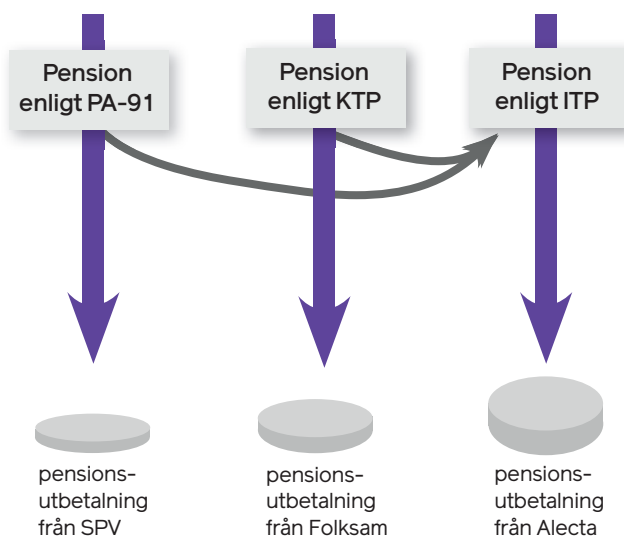 Pension
enligt PA-91
Pension
enligt KTP
Pension
enligt ITP
pensions-
utbetalning
från SPV
pensions-
utbetalning
från Folksam
pensions-
utbetalning
från Alecta